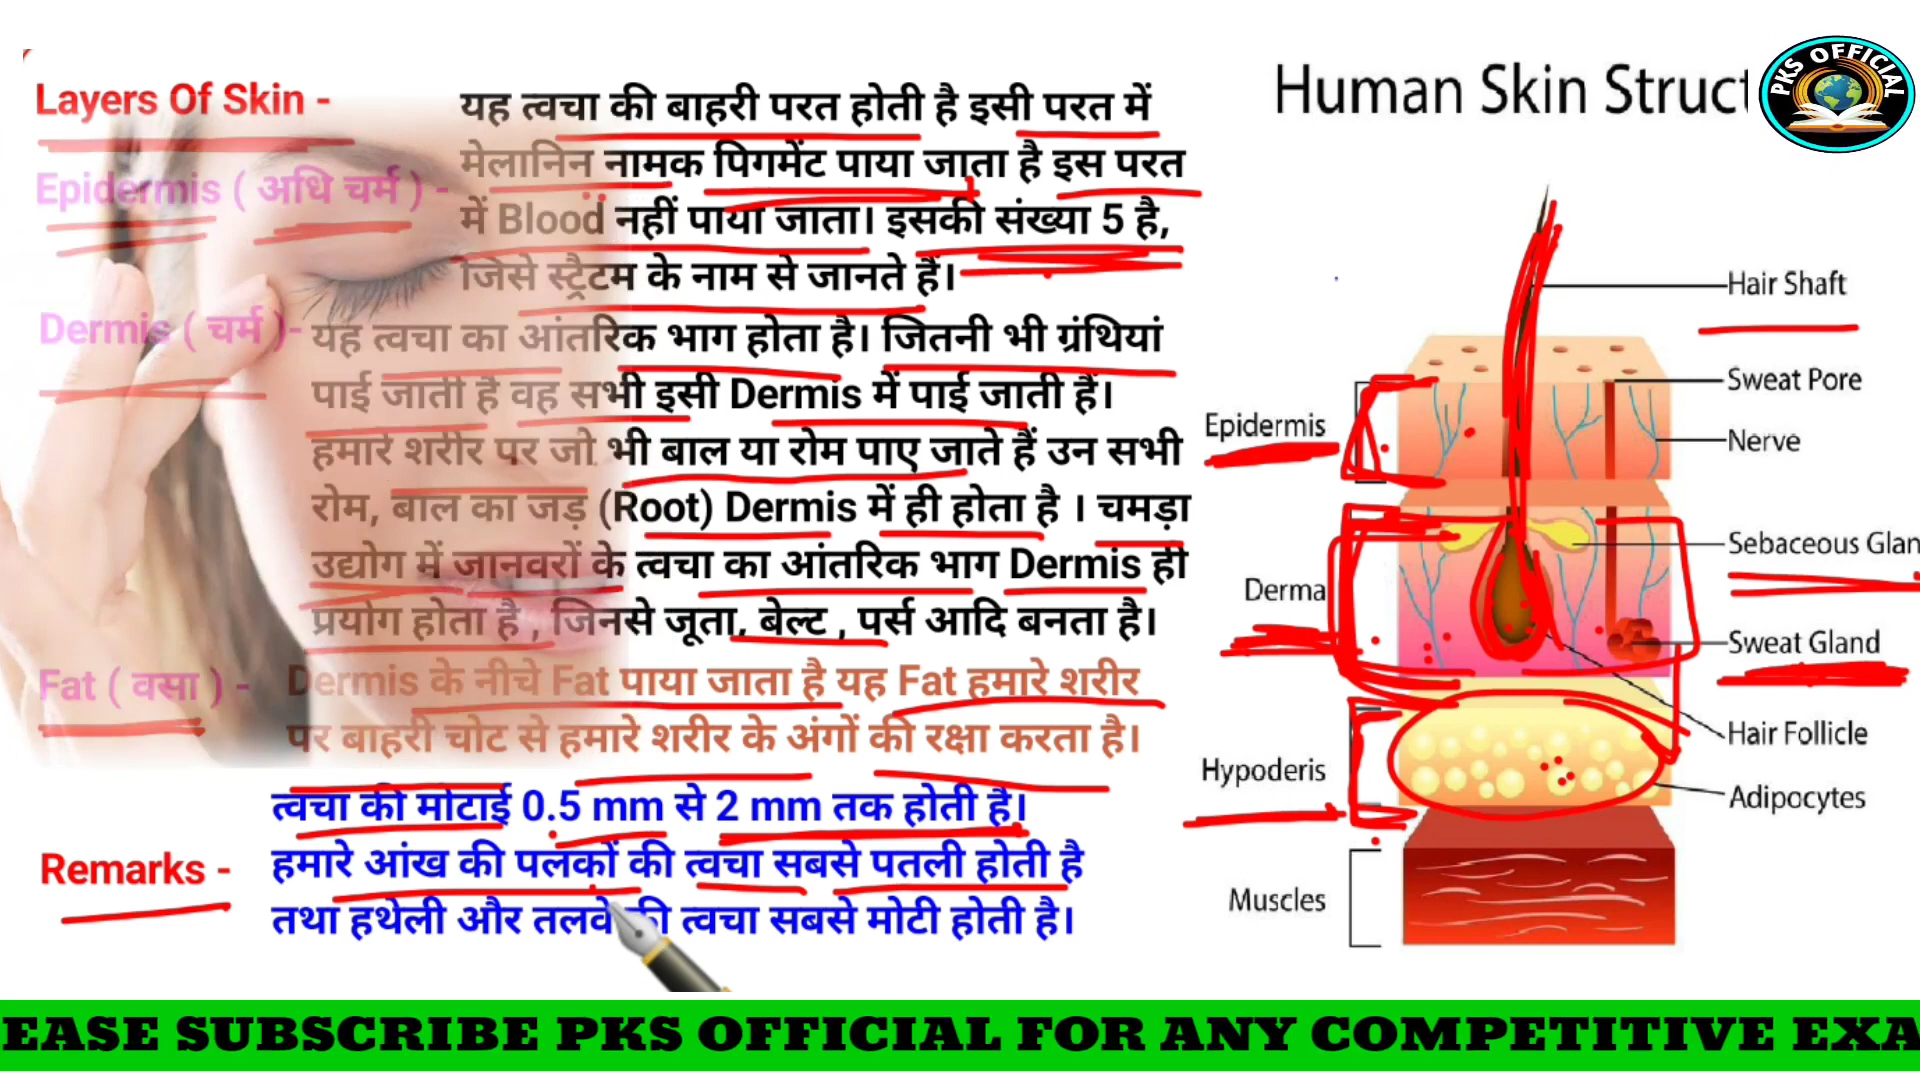 Layers Of Skin -
Epidermis ( अधि चर्म ) -
यह त्वचा की बाहरी परत होती है इसी परत में
मेलानिन नामक पिगमेंट पाया जाता है इस परत
में Blood नहीं पाया जाता। इसकी संख्या 5 है,
जिसे स्ट्रैटम के नाम से जानते हैं।
Dermis ( चर्म )-
यह त्वचा का आंतरिक भाग होता है। जितनी भी ग्रंथियां
पाई जाती हैं वह सभी इसी Dermis में पाई जाती हैं।
हमारे शरीर पर जो भी बाल या रोम पाए जाते हैं उन सभी
रोम, बाल का जड़ (Root) Dermis में ही होता है । चमड़ा
उद्योग में जानवरों के त्वचा का आंतरिक भाग Dermis ही
प्रयोग होता है , जिनसे जूता, बेल्ट , पर्स आदि बनता है।
Fat ( वसा ) -
Dermis के नीचे Fat पाया जाता है यह Fat हमारे शरीर
पर बाहरी चोट से हमारे शरीर के अंगों की रक्षा करता है।
Remarks -
त्वचा की मोटाई 0.5 mm से 2 mm तक होती है।
हमारे आंख की पलकों की त्वचा सबसे पतली होती है
तथा हथेली और तलवे की त्वचा सबसे मोटी होती है।
Human Skin Struct
PKS OFFICIAL
Hair Shaft
Sweat Pore
Nerve
Sebaceous Glan
Sweat Gland
Hair Follicle
Adipocytes
Epidermis
Derma
Hypoderis
Muscles
EASE SUBSCRIBE PKS OFFICIAL FOR ANY COMPETITIVE EXA